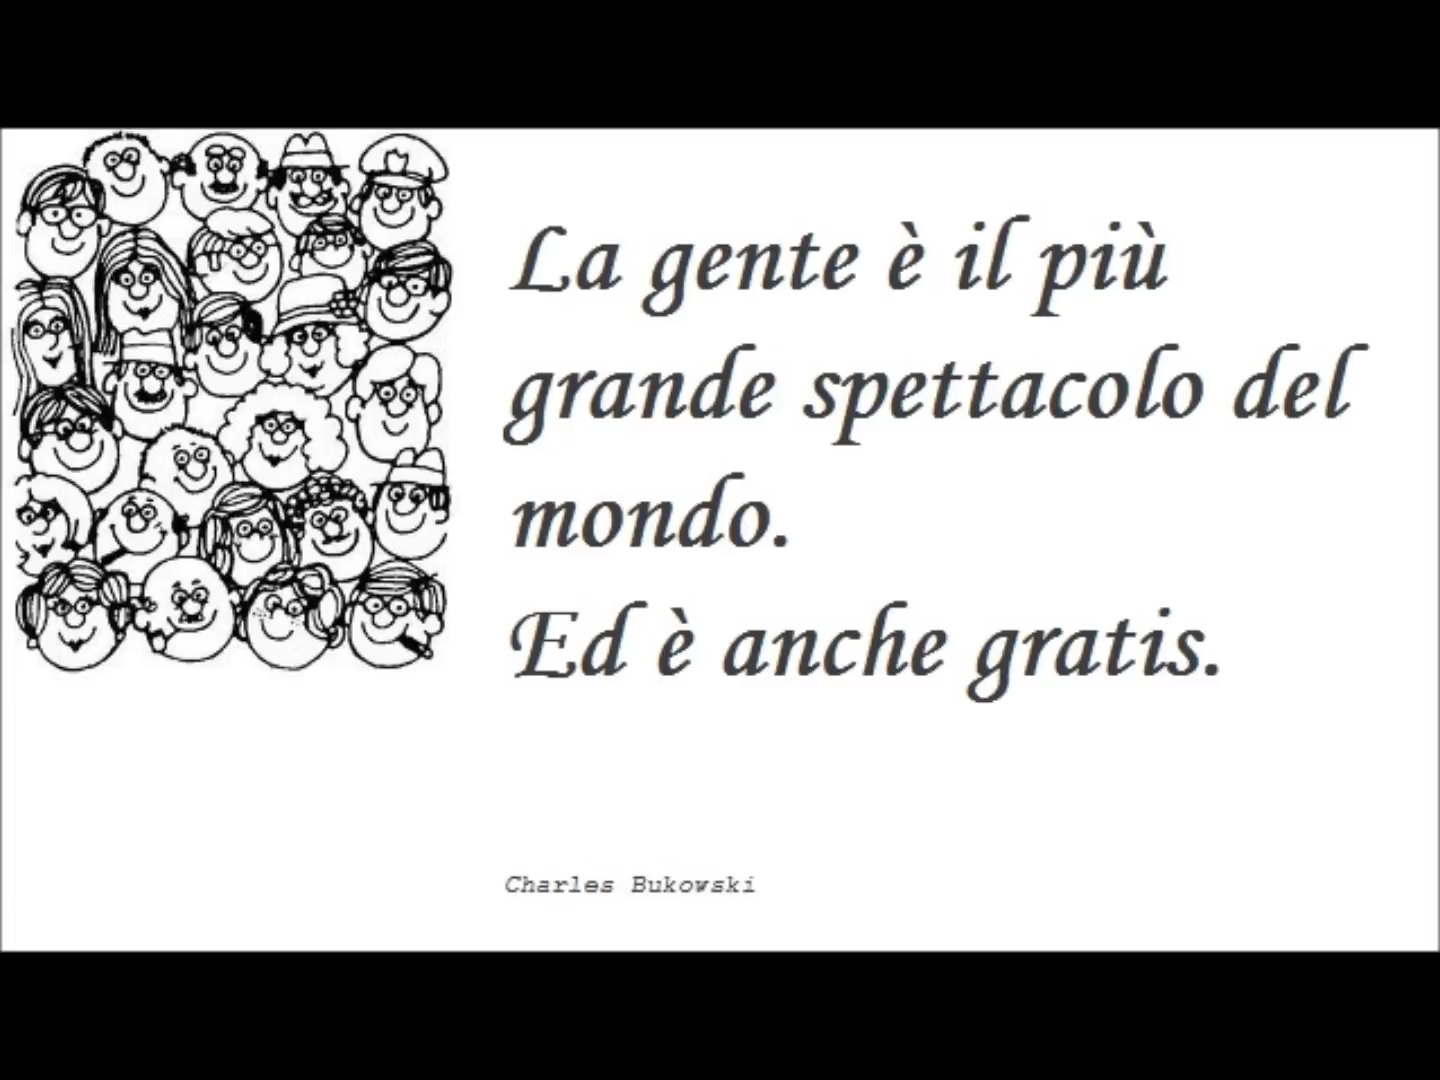 La gente è il più
grande spettacolo del
mondo.
Ed è anche gratis.
Charles Bukowski